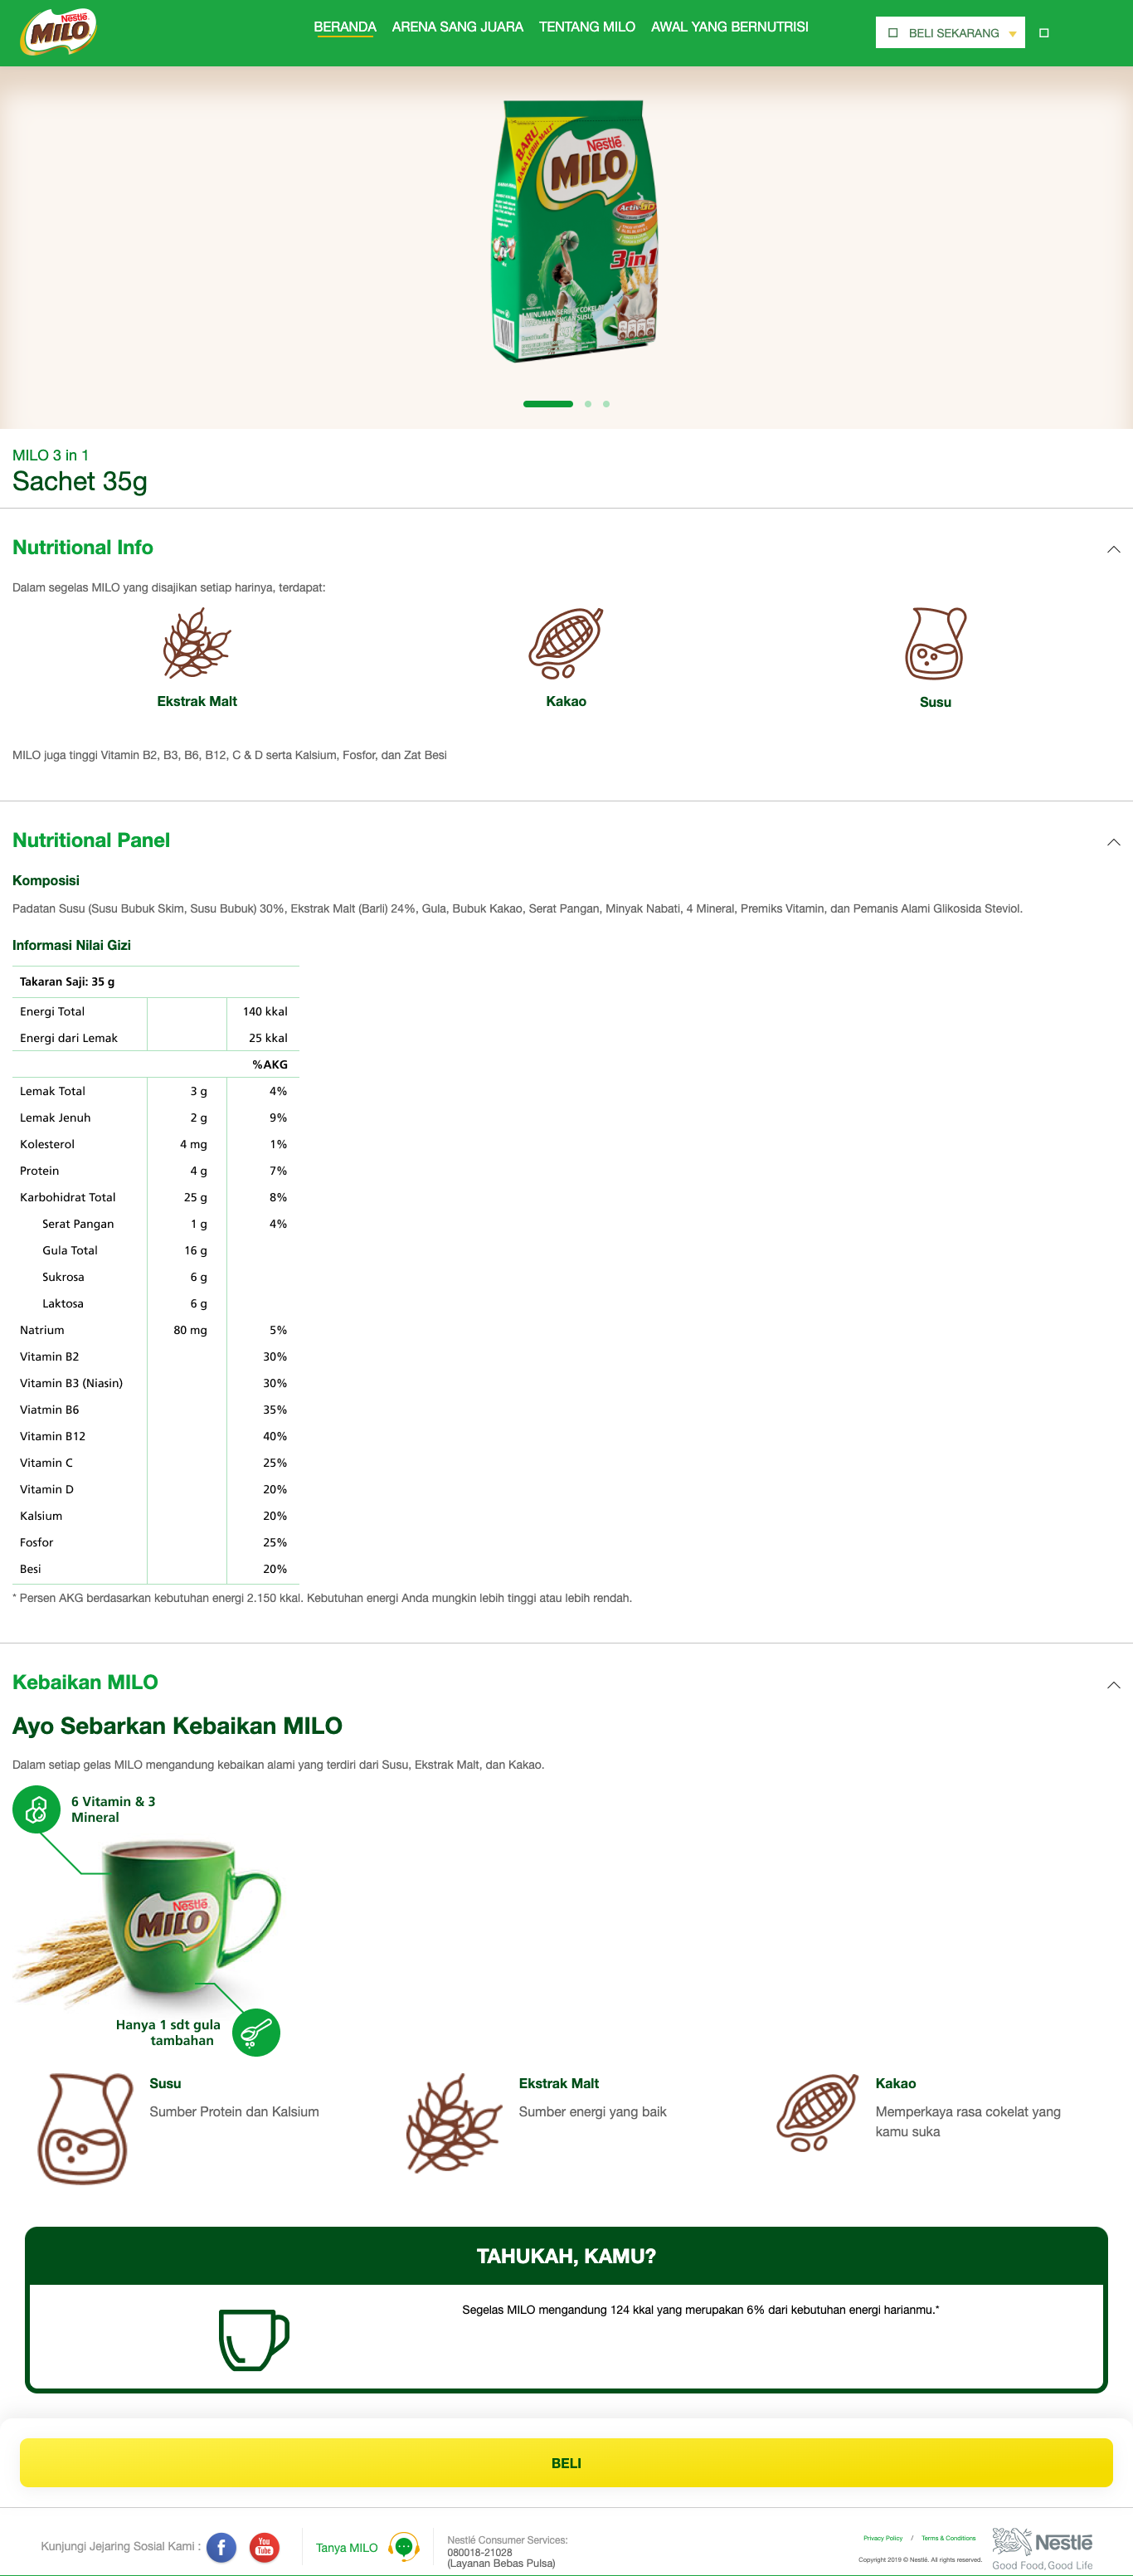 Nestlé
MILO
BERANDA
ARENA SANG JUARA
TENTANG MILO
AWAL YANG BERNUTRISI
BELI SEKARANG
BARU
Nestlé
MILO
Activ-GO
3 in 1
MILO 3 in 1
Sachet 35g
Nutritional Info
Dalam segelas MILO yang disajikan setiap harinya, terdapat:
Ekstrak Malt
Kakao
Susu
MILO juga tinggi Vitamin B2, B3, B6, B12, C & D serta Kalsium, Fosfor, dan Zat Besi
Nutritional Panel
Komposisi
Padatan Susu (Susu Bubuk Skim, Susu Bubuk) 30%, Ekstrak Malt (Barli) 24%, Gula, Bubuk Kakao, Serat Pangan, Minyak Nabati, 4 Mineral, Premiks Vitamin, dan Pemanis Alami Glikosida Steviol.
Informasi Nilai Gizi
Takaran Saji: 35 g
Energi Total 140 kkal
Energi dari Lemak 25 kkal
%AKG
Lemak Total 3 g 4%
Lemak Jenuh 2 g 9%
Kolesterol 4 mg 1%
Protein 4 g 7%
Karbohidrat Total 25 g 8%
Serat Pangan 1 g 4%
Gula Total 16 g
Sukrosa 6 g
Laktosa 6 g
Natrium 80 mg 5%
Vitamin B2 30%
Vitamin B3 (Niasin) 30%
Viatmin B6 35%
Vitamin B12 40%
Vitamin C 25%
Vitamin D 20%
Kalsium 20%
Fosfor 25%
Besi 20%
* Persen AKG berdasarkan kebutuhan energi 2.150 kkal. Kebutuhan energi Anda mungkin lebih tinggi atau lebih rendah.
Kebaikan MILO
Ayo Sebarkan Kebaikan MILO
Dalam setiap gelas MILO mengandung kebaikan alami yang terdiri dari Susu, Ekstrak Malt, dan Kakao.
6 Vitamin & 3
Mineral
Nestlé
MILO
Hanya 1 sdt gula
tambahan
Susu
Sumber Protein dan Kalsium
Ekstrak Malt
Sumber energi yang baik
Kakao
Memperkaya rasa cokelat yang
kamu suka
TAHUKAH, KAMU?
Segelas MILO mengandung 124 kkal yang merupakan 6% dari kebutuhan energi harianmu.*
BELI
Kunjungi Jejaring Sosial Kami :
f
You
Tube
Tanya MILO
Nestlé Consumer Services:
080018-21028
(Layanan Bebas Pulsa)
Privacy Policy / Terms & Conditions
Copyright 2019 © Nestlé. All rights reserved.
Nestlé
Good Food, Good Life